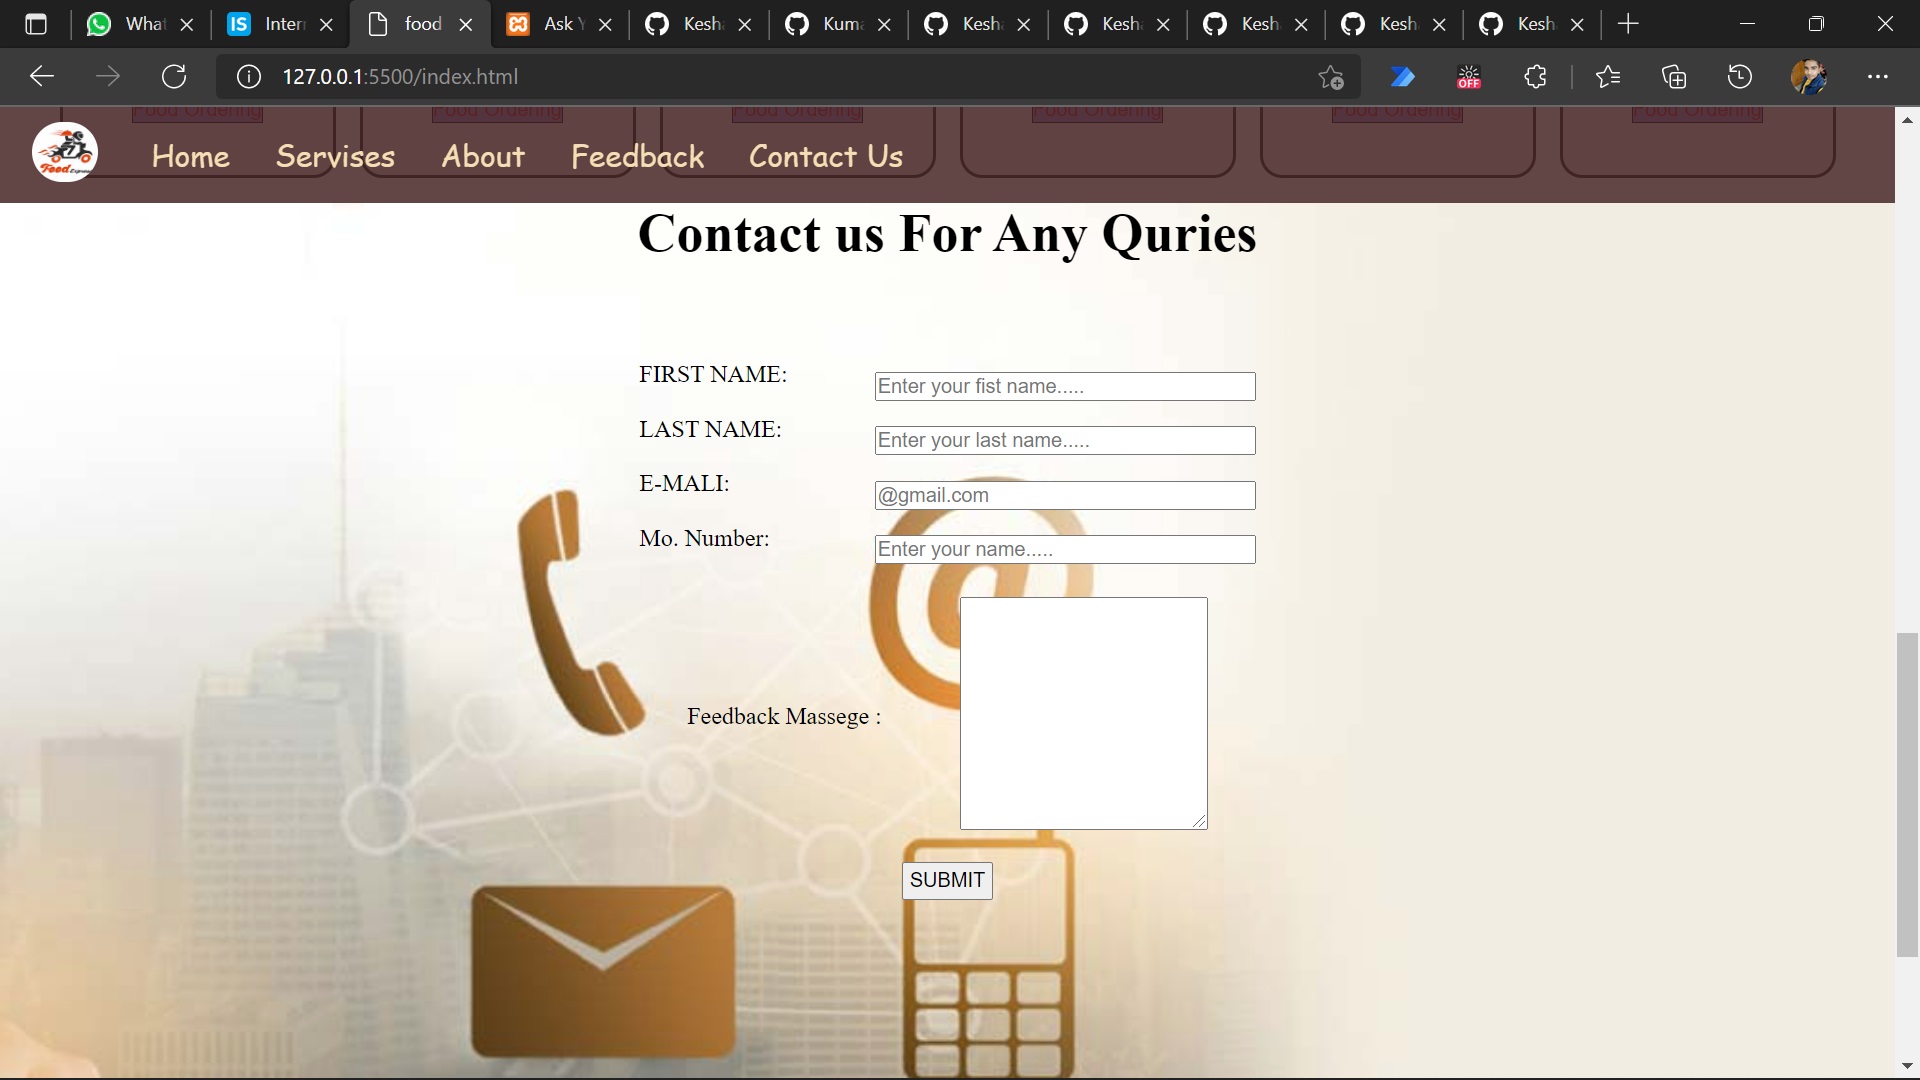 What Inter food Ask Y Kesh Kuma Kesh Kesh Kesh Kesh Kesh
127.0.0.1:5500/index.html
OFF
Food Ordering Food Ordering Food Ordering Food Ordering Food Ordering Food Ordering
Food Express Home Servises About Feedback Contact Us
Contact us For Any Quries
FIRST NAME: Enter your fist name.....
LAST NAME: Enter your last name.....
E-MALI: @gmail.com
Mo. Number: Enter your name.....
Feedback Massege :
SUBMIT